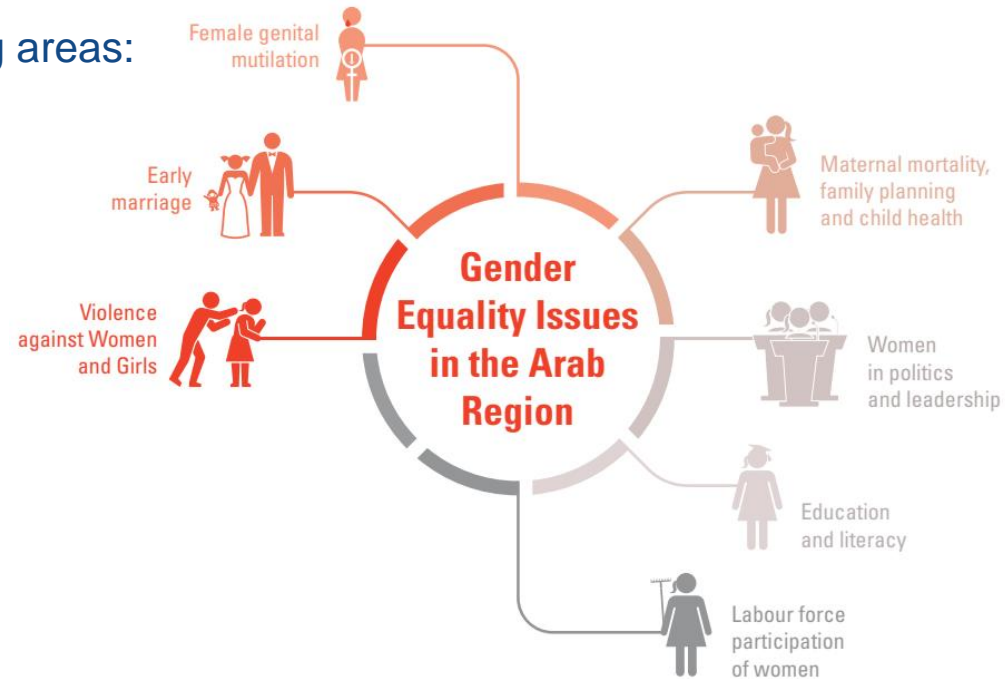 g areas:
Female genital
mutilation
Early
marriage
Violence
against Women
and Girls
Gender
Equality Issues
in the Arab
Region
Maternal mortality,
family planning
and child health
Women
in politics
and leadership
Education
and literacy
Labour force
participation
of women